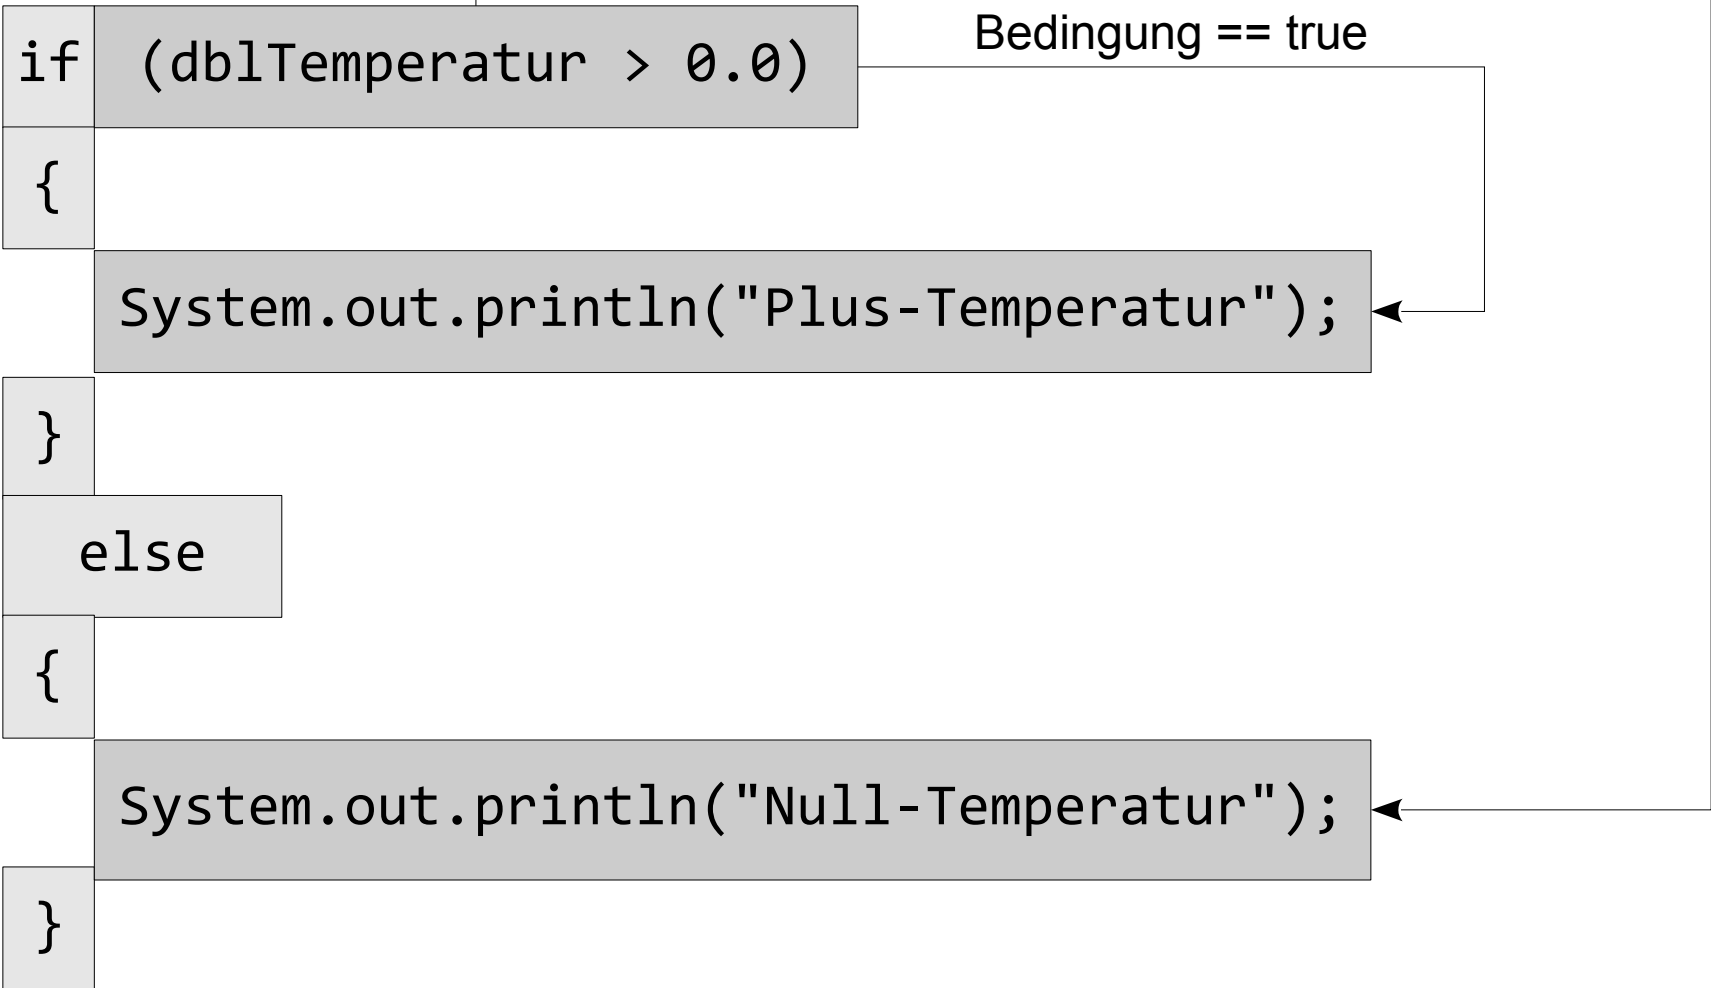 if (dblTemperatur > 0.0) Bedingung == true
{
System.out.println("Plus-Temperatur");
}
else
{
System.out.println("Null-Temperatur");
}